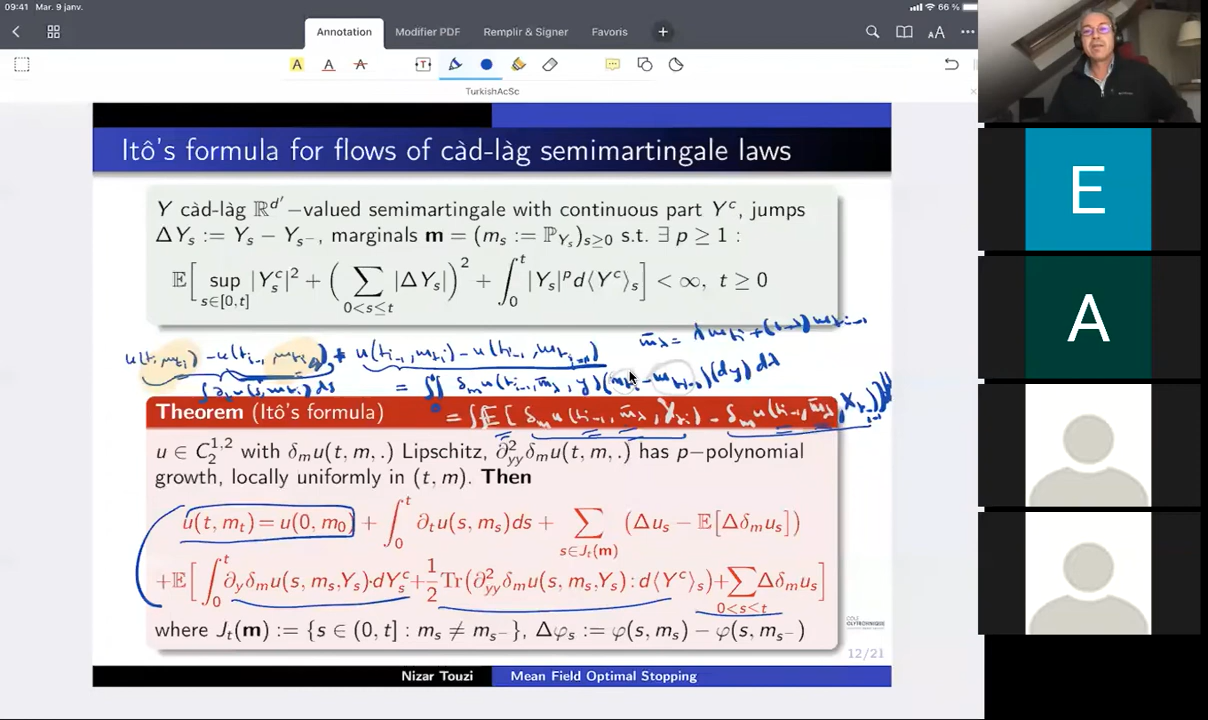 09:41 Mar. 9 janv.
66 %
Annotation Modifier PDF Remplir & Signer Favoris
TurkishAcSc
Itô's formula for flows of càd-làg semimartingale laws
Y càd-làg ℝ^{d'}−valued semimartingale with continuous part Y^c, jumps
ΔY_s := Y_s − Y_{s−}, marginals m = (m_s := ℙ_{Y_s})_{s≥0} s.t. ∃ p ≥ 1 :
𝔼[ sup_{s∈[0,t]} |Y_s^c|² + ( ∑_{0<s≤t} |ΔY_s| )² + ∫_0^t |Y_s|^p d⟨Y^c⟩_s ] < ∞, t ≥ 0
Theorem (Itô's formula)
u ∈ C_2^{1,2} with δ_m u(t, m, .) Lipschitz, ∂²_{yy}δ_m u(t, m, .) has p−polynomial
growth, locally uniformly in (t, m). Then
u(t, m_t) = u(0, m_0) + ∫_0^t ∂_t u(s, m_s)ds + ∑_{s∈J_t(m)} (Δu_s − 𝔼[Δδ_m u_s])
+𝔼[ ∫_0^t ∂_y δ_m u(s, m_s, Y_s)·dY_s^c + 1/2 Tr(∂²_{yy}δ_m u(s, m_s, Y_s) : d⟨Y^c⟩_s) + ∑_{0<s≤t} Δδ_m u_s ]
where J_t(m) := {s ∈ (0, t] : m_s ≠ m_{s−}}, Δφ_s := φ(s, m_s) − φ(s, m_{s−})
12/21
Nizar Touzi Mean Field Optimal Stopping
E
A